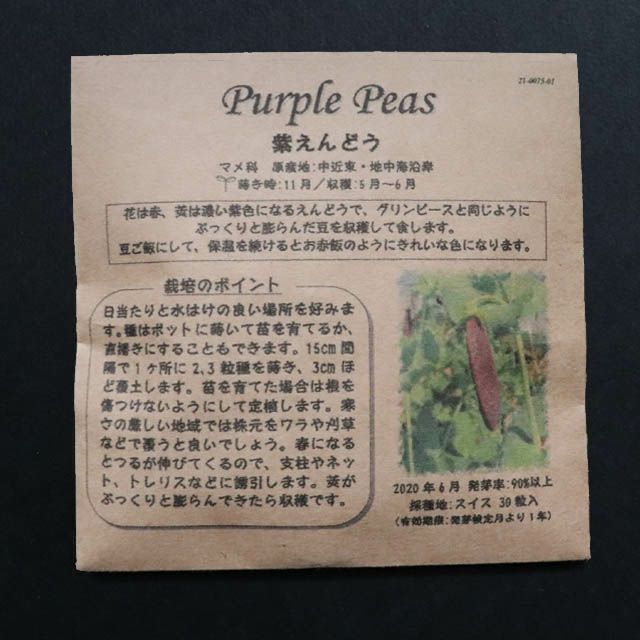 21-0075-01
Purple Peas
紫えんどう
マメ科 原産地:中近東・地中海沿岸
蒔き時:11月/収穫:5月~6月
花は赤、莢は濃い紫色になるえんどうで、グリンピースと同じように
ぷっくりと膨らんだ豆を収穫して食します。
豆ご飯にして、保温を続けるとお赤飯のようにきれいな色になります。
栽培のポイント
日当たりと水はけの良い場所を好みま
す。種はポットに蒔いて苗を育てるか、
直播きにすることもできます。15cm間
隔で1ヶ所に2,3粒種を蒔き、3cmほ
ど覆土します。苗を育てた場合は根を
傷つけないようにして定植します。寒
さの厳しい地域では株元をワラや刈草
などで覆うと良いでしょう。春になる
とつるが伸びてくるので、支柱やネッ
ト、トレリスなどに誘引します。莢が
ぷっくりと膨らんできたら収穫です。
2020年6月 発芽率:90%以上
採種地:スイス 30粒入
(有効期限:発芽検定月より1年)